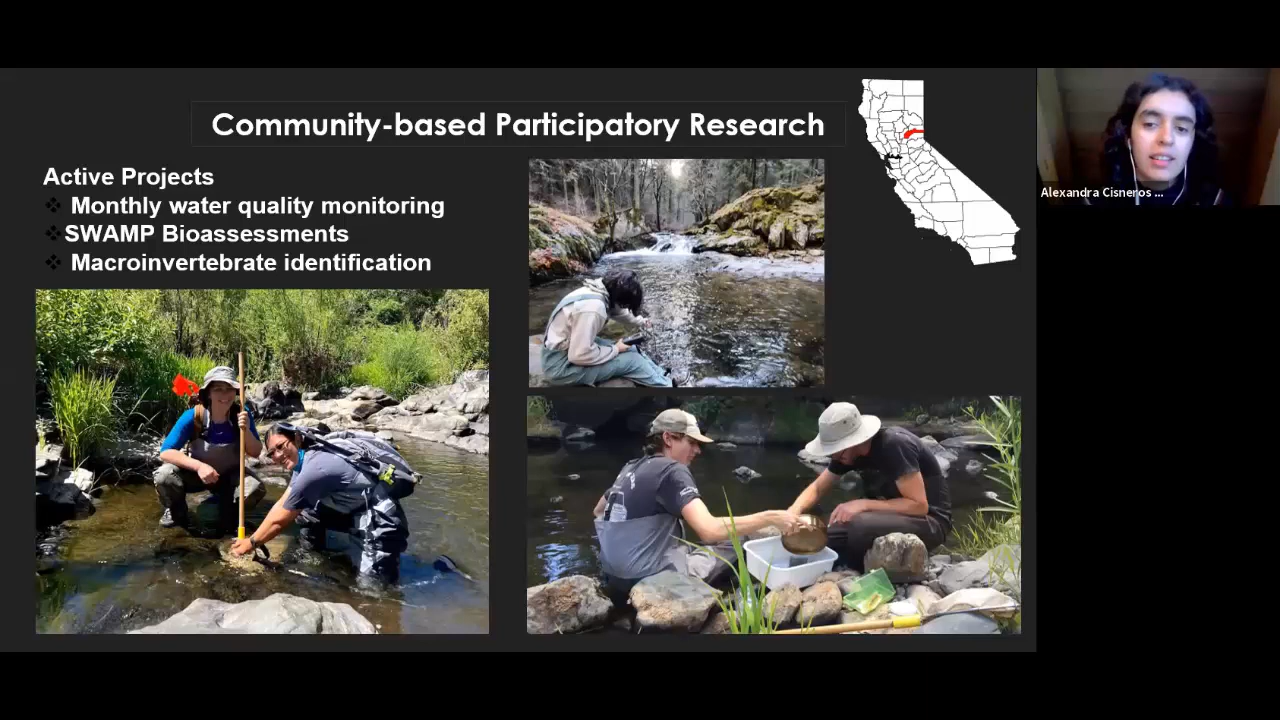 Community-based Participatory Research
Active Projects
Monthly water quality monitoring
SWAMP Bioassessments
Macroinvertebrate identification
Alexandra Cisneros ...